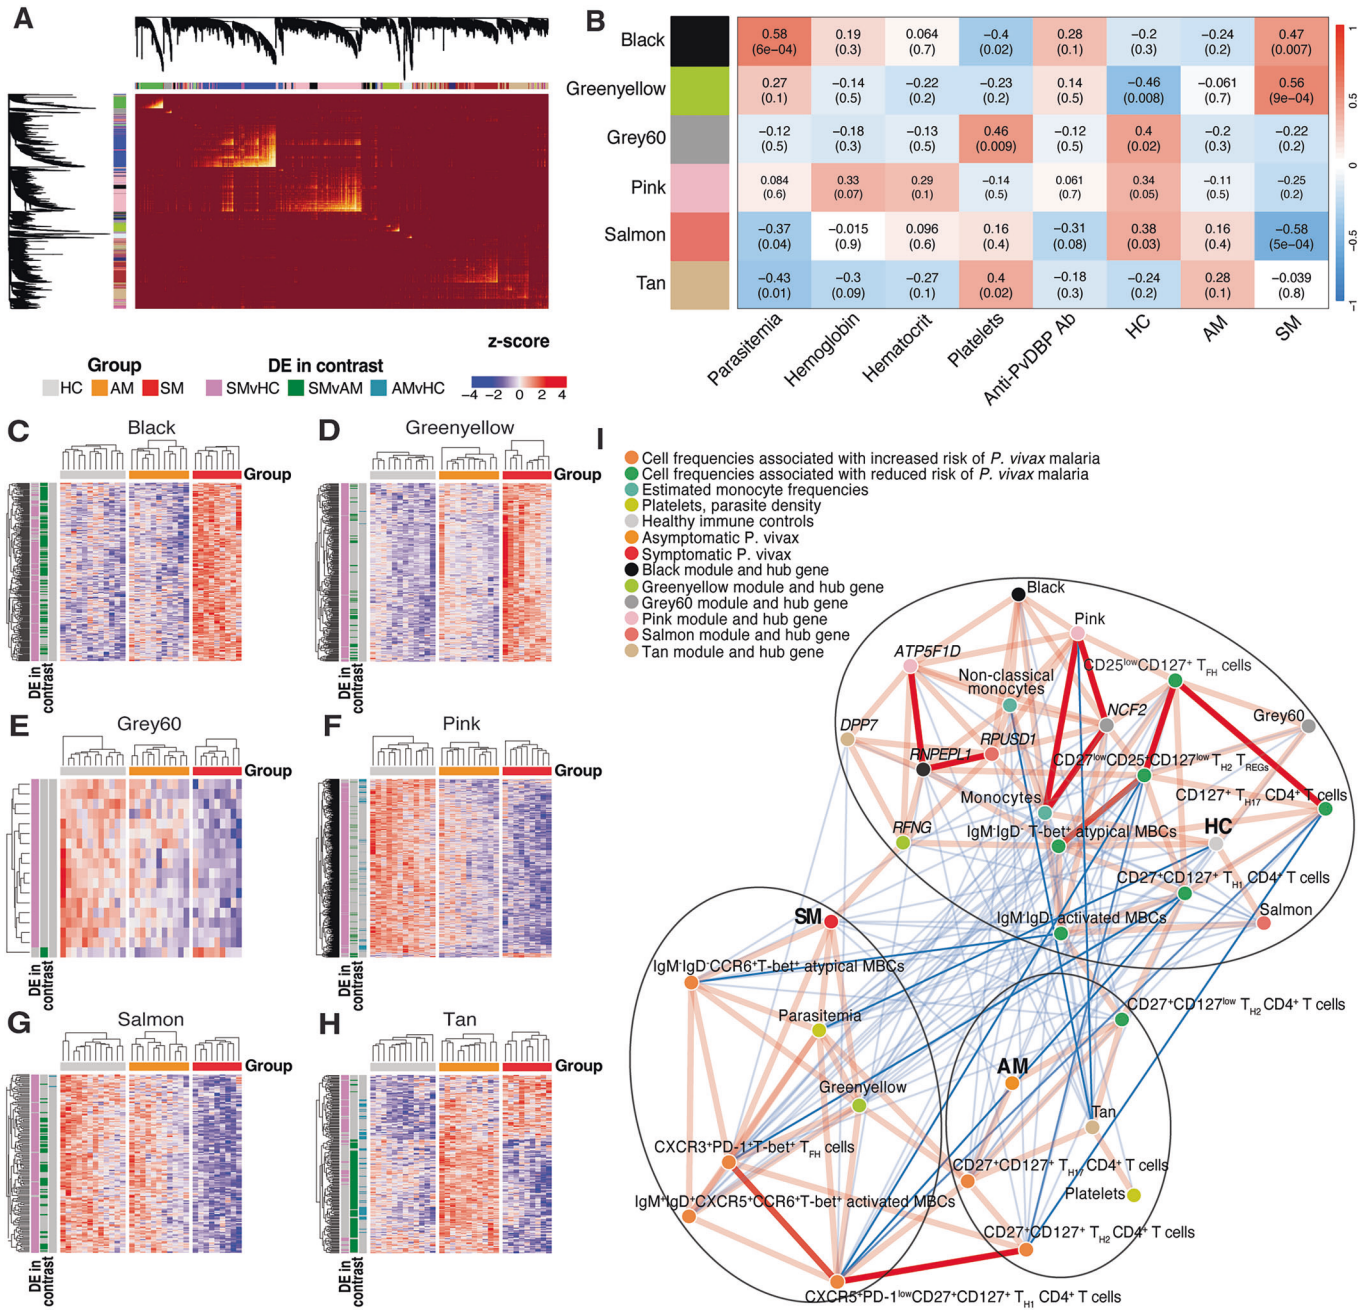 A
B
Black
0.58 0.19 0.064 −0.4 0.28 −0.2 −0.24 0.47
(6e−04) (0.3) (0.7) (0.02) (0.1) (0.3) (0.2) (0.007)
Greenyellow
0.27 −0.14 −0.22 −0.23 0.14 −0.46 −0.061 0.56
(0.1) (0.5) (0.2) (0.2) (0.5) (0.008) (0.7) (9e−04)
Grey60
−0.12 −0.18 −0.13 0.46 −0.12 0.4 −0.2 −0.22
(0.5) (0.3) (0.5) (0.009) (0.5) (0.02) (0.3) (0.2)
Pink
0.084 0.33 0.29 −0.14 0.061 0.34 −0.11 −0.25
(0.6) (0.07) (0.1) (0.5) (0.7) (0.05) (0.5) (0.2)
Salmon
−0.37 −0.015 0.096 0.16 −0.31 0.38 0.16 −0.58
(0.04) (0.9) (0.6) (0.4) (0.08) (0.03) (0.4) (5e−04)
Tan
−0.43 −0.3 −0.27 0.4 −0.18 −0.24 0.28 −0.039
(0.01) (0.09) (0.1) (0.02) (0.3) (0.2) (0.1) (0.8)
Parasitemia
Hemoglobin
Hematocrit
Platelets
Anti-PvDBP Ab
HC
AM
SM
1
0.5
0
−0.5
−1
z-score
Group
DE in contrast
HC AM SM
SMvHC SMvAM AMvHC
−4 −2 0 2 4
C
Black
Group
DE in
contrast
D
Greenyellow
Group
DE in
contrast
E
Grey60
Group
DE in
contrast
F
Pink
Group
DE in
contrast
G
Salmon
Group
DE in
contrast
H
Tan
Group
DE in
contrast
I
Cell frequencies associated with increased risk of P. vivax malaria
Cell frequencies associated with reduced risk of P. vivax malaria
Estimated monocyte frequencies
Platelets, parasite density
Healthy immune controls
Asymptomatic P. vivax
Symptomatic P. vivax
Black module and hub gene
Greenyellow module and hub gene
Grey60 module and hub gene
Pink module and hub gene
Salmon module and hub gene
Tan module and hub gene
Black
Pink
ATP5F1D
CD25lowCD127+ TFH cells
Non-classical
monocytes
NCF2
Grey60
DPP7
RPUSD1
RNPEPL1
CD27lowCD25-CD127low TH2 TREGs
CD127+ TH17 CD4+ T cells
Monocytes
RFNG
IgM-IgD- T-bet+ atypical MBCs
HC
CD27+CD127+ TH1 CD4+ T cells
Salmon
IgM-IgD- activated MBCs
SM
IgM-IgD-CCR6+T-bet+ atypical MBCs
CD27+CD127low TH2 CD4+ T cells
Parasitemia
AM
Greenyellow
Tan
CXCR3+PD-1+T-bet+ TFH cells
CD27+CD127+ TH17 CD4+ T cells
Platelets
IgM+IgD+CXCR5+CCR6+T-bet+ activated MBCs
CD27+CD127+ TH2 CD4+ T cells
CXCR5+PD-1lowCD27+CD127+ TH1 CD4+ T cells